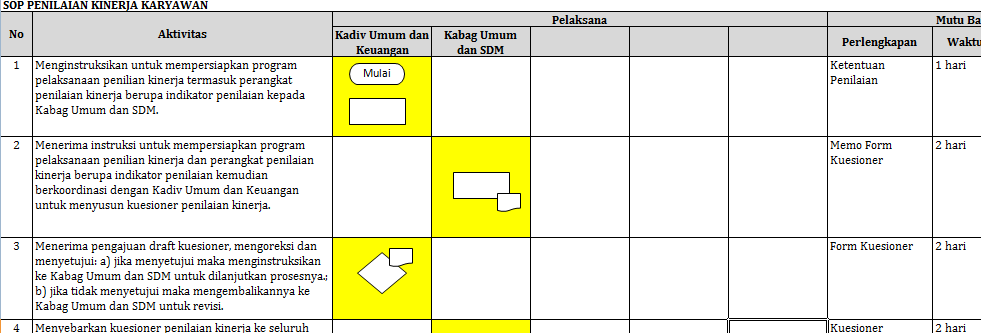 SOP PENILAIAN KINERJA KARYAWAN
No
Aktivitas
Pelaksana
Mutu Ba
Kadiv Umum dan
Keuangan
Kabag Umum
dan SDM
Perlengkapan
Waktu
1
Menginstruksikan untuk mempersiapkan program
pelaksanaan penilian kinerja termasuk perangkat
penilaian kinerja berupa indikator penilaian kepada
Kabag Umum dan SDM.
Mulai
Ketentuan
Penilaian
1 hari
2
Menerima instruksi untuk mempersiapkan program
pelaksanaan penilian kinerja dan perangkat penilaian
kinerja berupa indikator penilaian kemudian
berkoordinasi dengan Kadiv Umum dan Keuangan
untuk menyusun kuesioner penilaian kinerja.
Memo Form
Kuesioner
2 hari
3
Menerima pengajuan draft kuesioner, mengoreksi dan
menyetujui: a) jika menyetujui maka menginstruksikan
ke Kabag Umum dan SDM untuk dilanjutkan prosesnya.;
b) jika tidak menyetujui maka mengembalikannya ke
Kabag Umum dan SDM untuk revisi.
Form Kuesioner
2 hari
4
Menyebarkan kuesioner penilaian kinerja ke seluruh
Kuesioner
2 hari